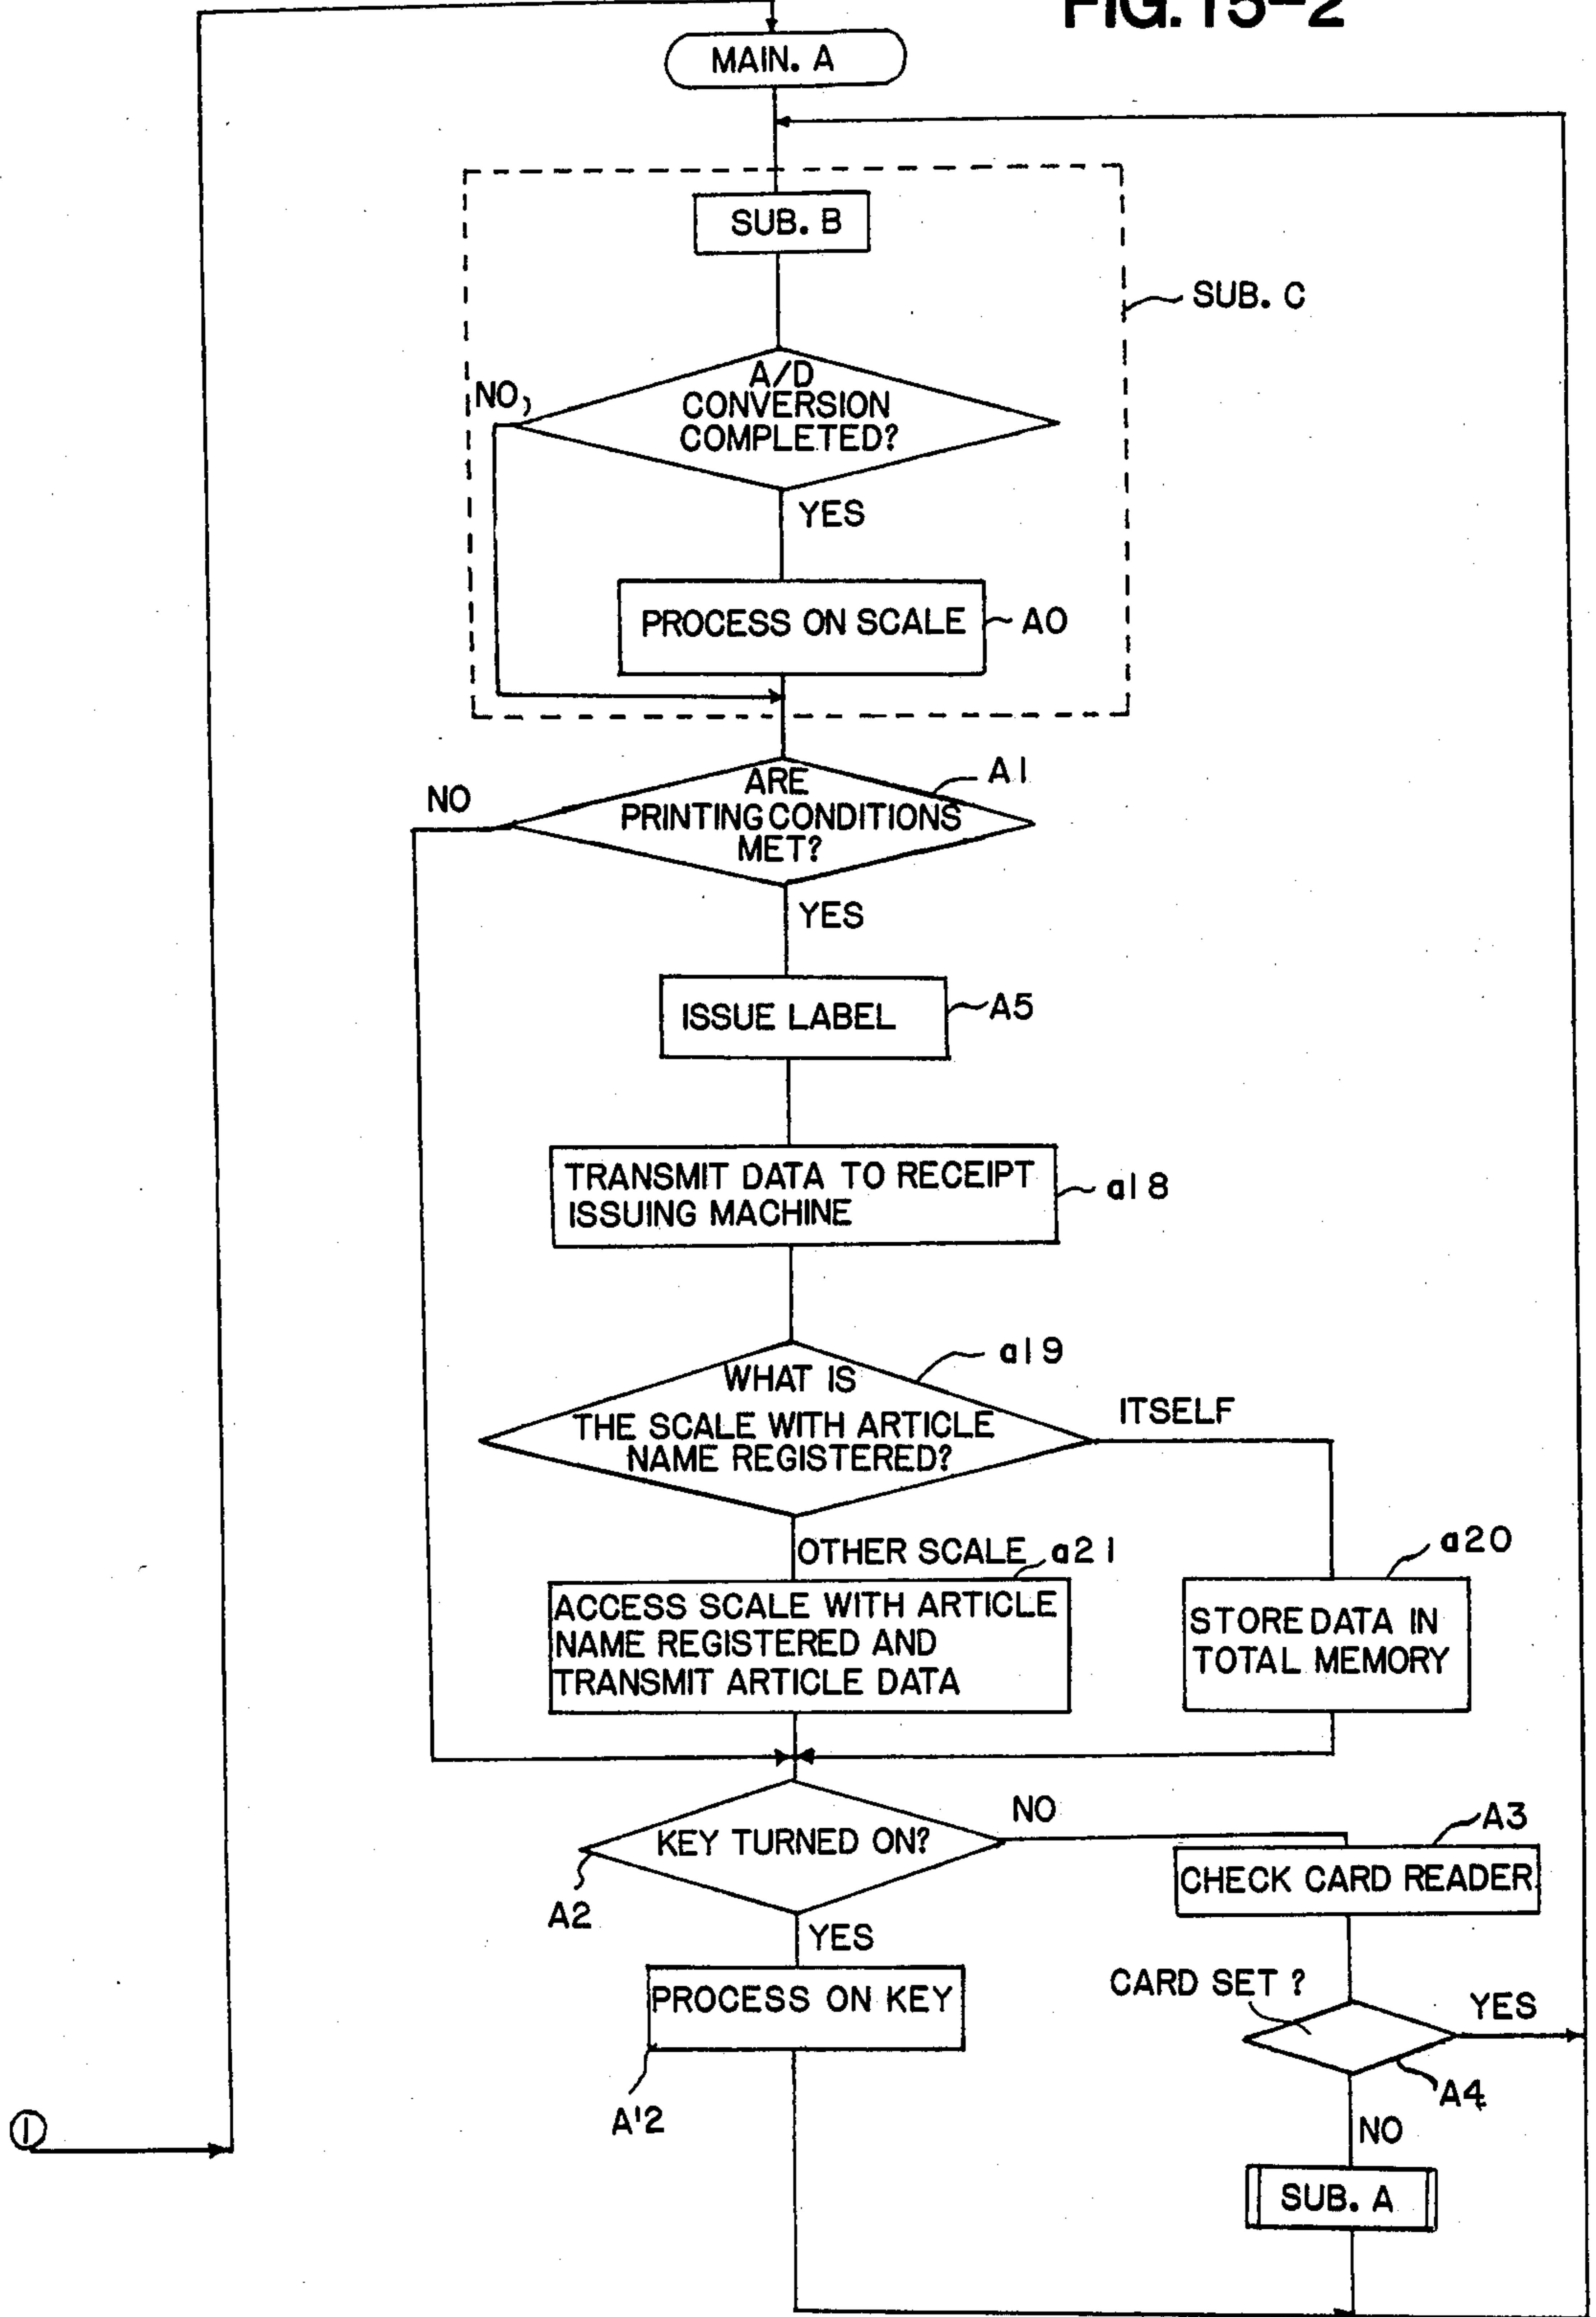 FIG. 15-2
MAIN. A
SUB. B
SUB. C
A/D
CONVERSION
COMPLETED?
NO,
YES
PROCESS ON SCALE
A0
ARE
PRINTING CONDITIONS
MET?
A1
NO
YES
ISSUE LABEL
A5
TRANSMIT DATA TO RECEIPT
ISSUING MACHINE
a18
WHAT IS
THE SCALE WITH ARTICLE
NAME REGISTERED?
a19
ITSELF
OTHER SCALE
a21
a20
ACCESS SCALE WITH ARTICLE
NAME REGISTERED AND
TRANSMIT ARTICLE DATA
STORE DATA IN
TOTAL MEMORY
KEY TURNED ON?
NO
A3
CHECK CARD READER
A2
YES
PROCESS ON KEY
CARD SET ?
YES
A4
A'2
1
NO
SUB. A